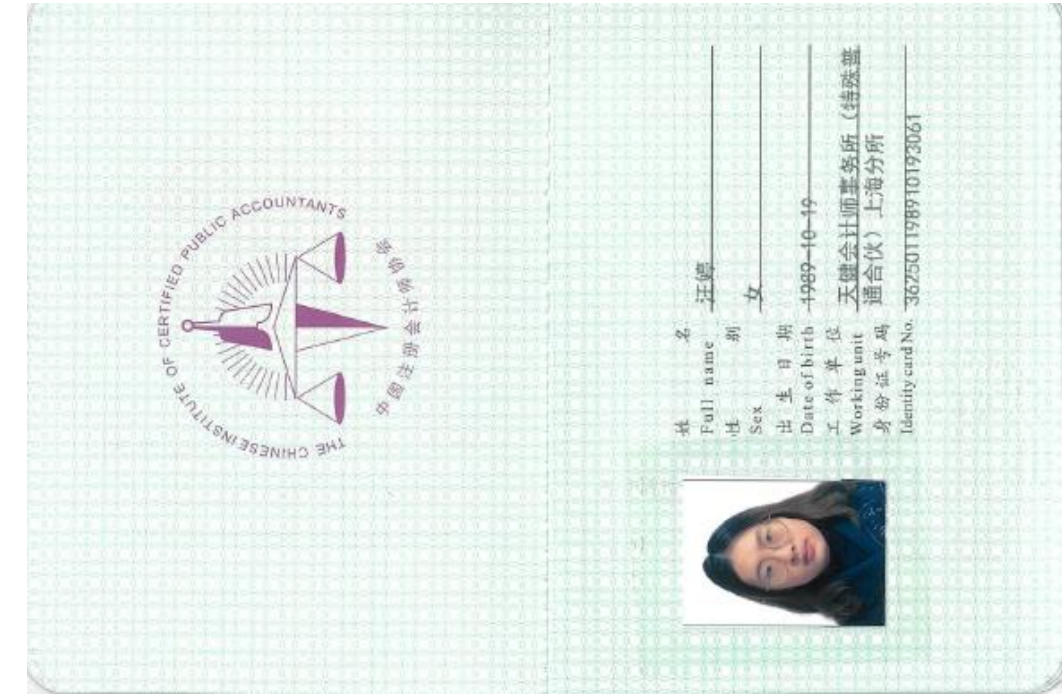 THE CHINESE INSTITUTE OF CERTIFIED PUBLIC ACCOUNTANTS
中国注册会计师协会
姓 名
Full name 汪婷
性 别
Sex 女
出 生 日 期
Date of birth 1989-10-19
工 作 单 位 天健会计师事务所（特殊普
Working unit 通合伙）上海分所
身 份 证 号 码
Identity card No. 362501198910193061